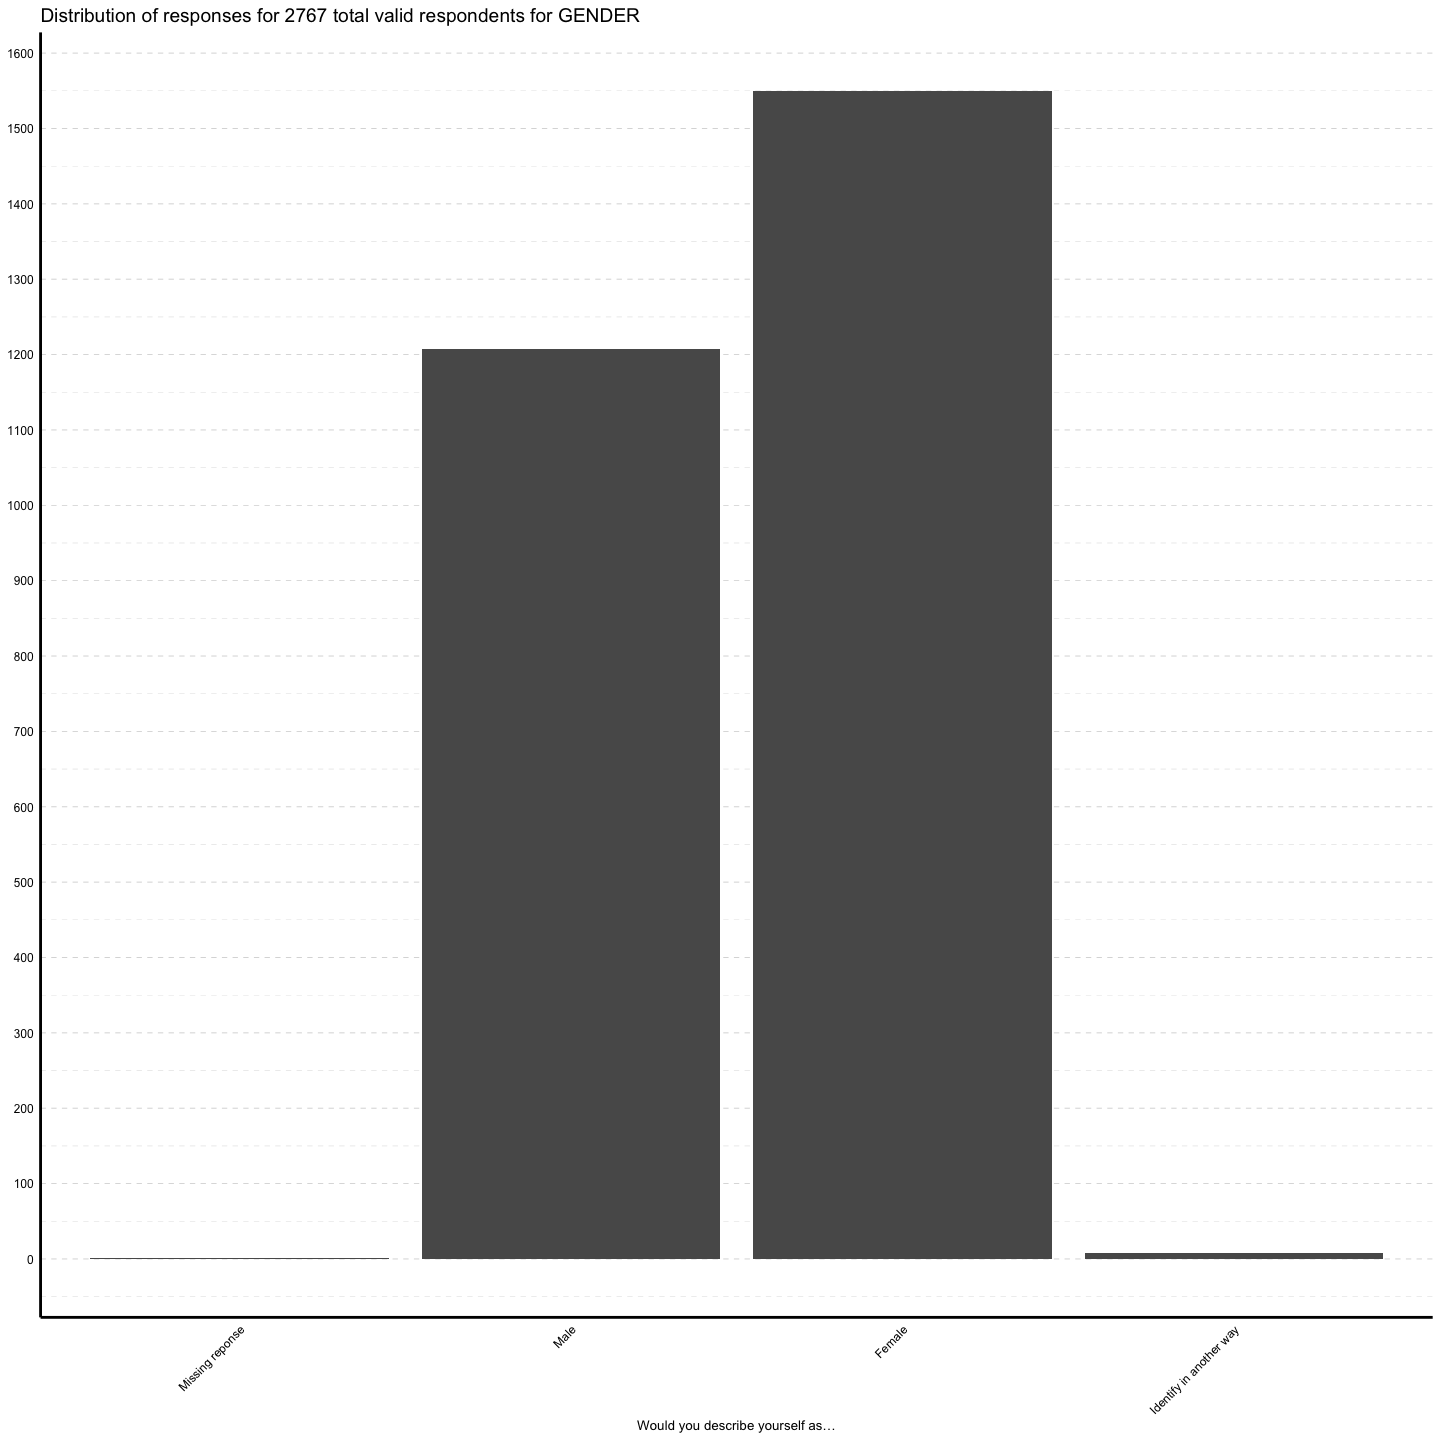 Distribution of responses for 2767 total valid respondents for GENDER
1600
1500
1400
1300
1200
1100
1000
900
800
700
600
500
400
300
200
100
0
Missing reponse
Male
Female
Identify in another way
Would you describe yourself as…